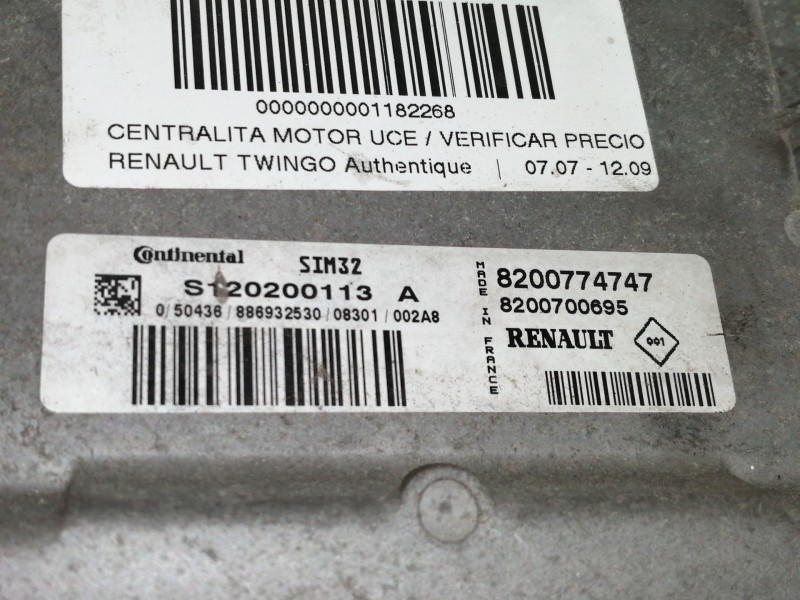 0000000001182268
CENTRALITA MOTOR UCE / VERIFICAR PRECIO
RENAULT TWINGO Authentique | 07.07 - 12.09
Continental SIM32
S120200113 A
0/50436/886932530/08301/002A8
MADE IN FRANCE
8200774747
8200700695
RENAULT 001